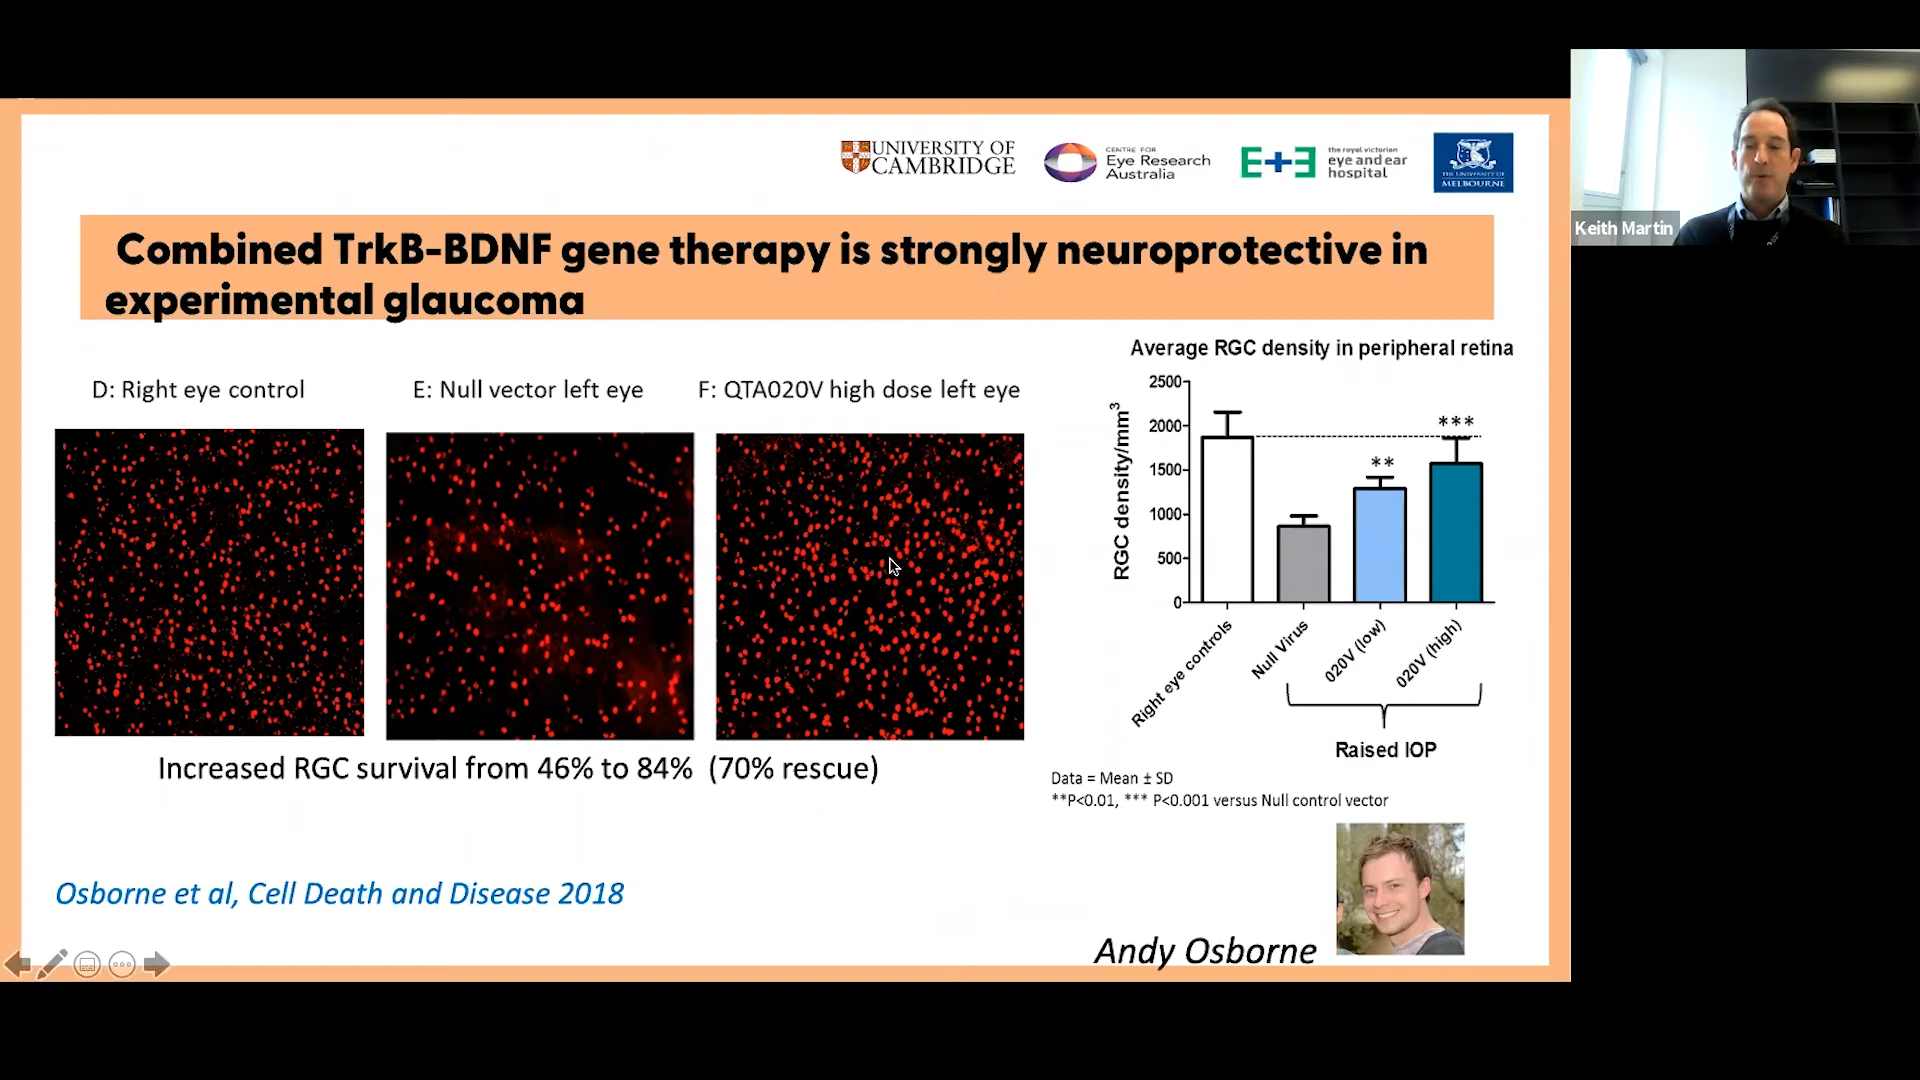 UNIVERSITY OF
CAMBRIDGE
CENTRE FOR
Eye Research
Australia
E+3
the royal victorian
eye and ear
hospital
THE UNIVERSITY OF
MELBOURNE
Keith Martin
Combined TrkB-BDNF gene therapy is strongly neuroprotective in
experimental glaucoma
D: Right eye control
E: Null vector left eye
F: QTA020V high dose left eye
Average RGC density in peripheral retina
RGC density/mm³
2500
2000
1500
1000
500
0
**
***
Right eye controls
Null Virus
020V (low)
020V (high)
Raised IOP
Increased RGC survival from 46% to 84% (70% rescue)
Data = Mean ± SD
**P<0.01, *** P<0.001 versus Null control vector
Osborne et al, Cell Death and Disease 2018
Andy Osborne